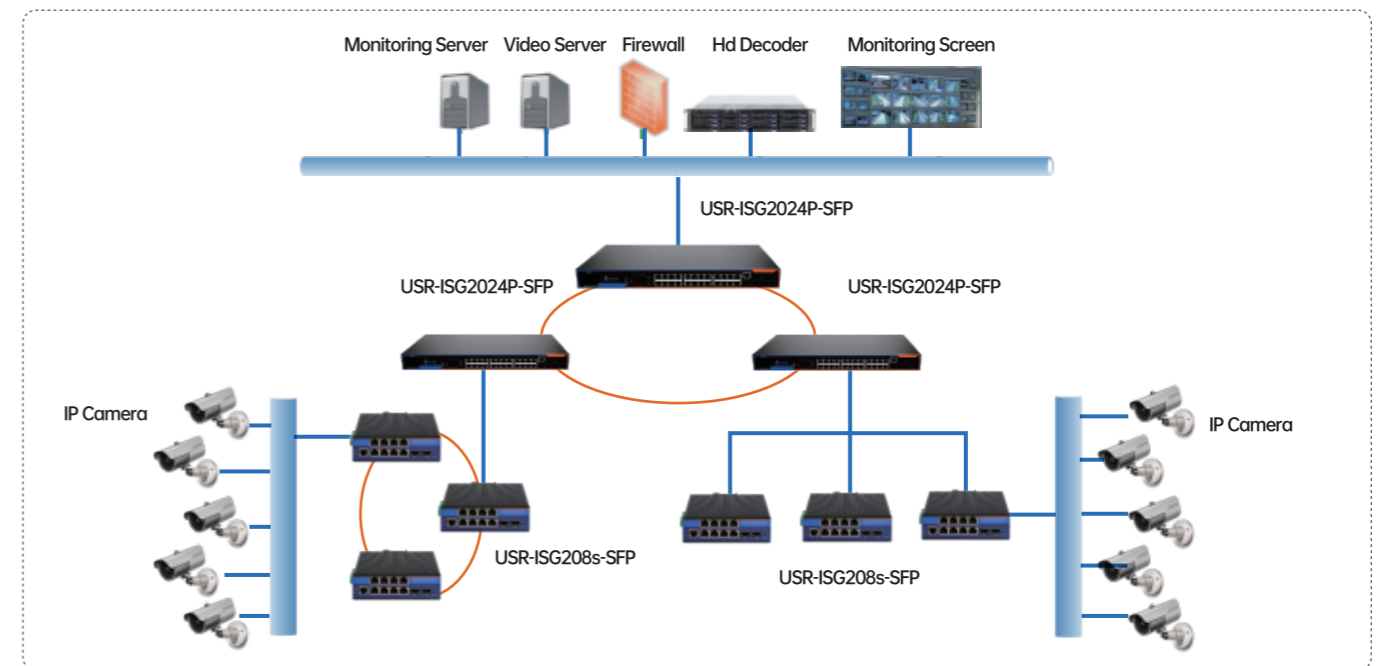 Monitoring Server
Video Server
Firewall
Hd Decoder
Monitoring Screen
USR-ISG2024P-SFP
USR-ISG2024P-SFP
USR-ISG2024P-SFP
IP Camera
IP Camera
USR-ISG208s-SFP
USR-ISG208s-SFP